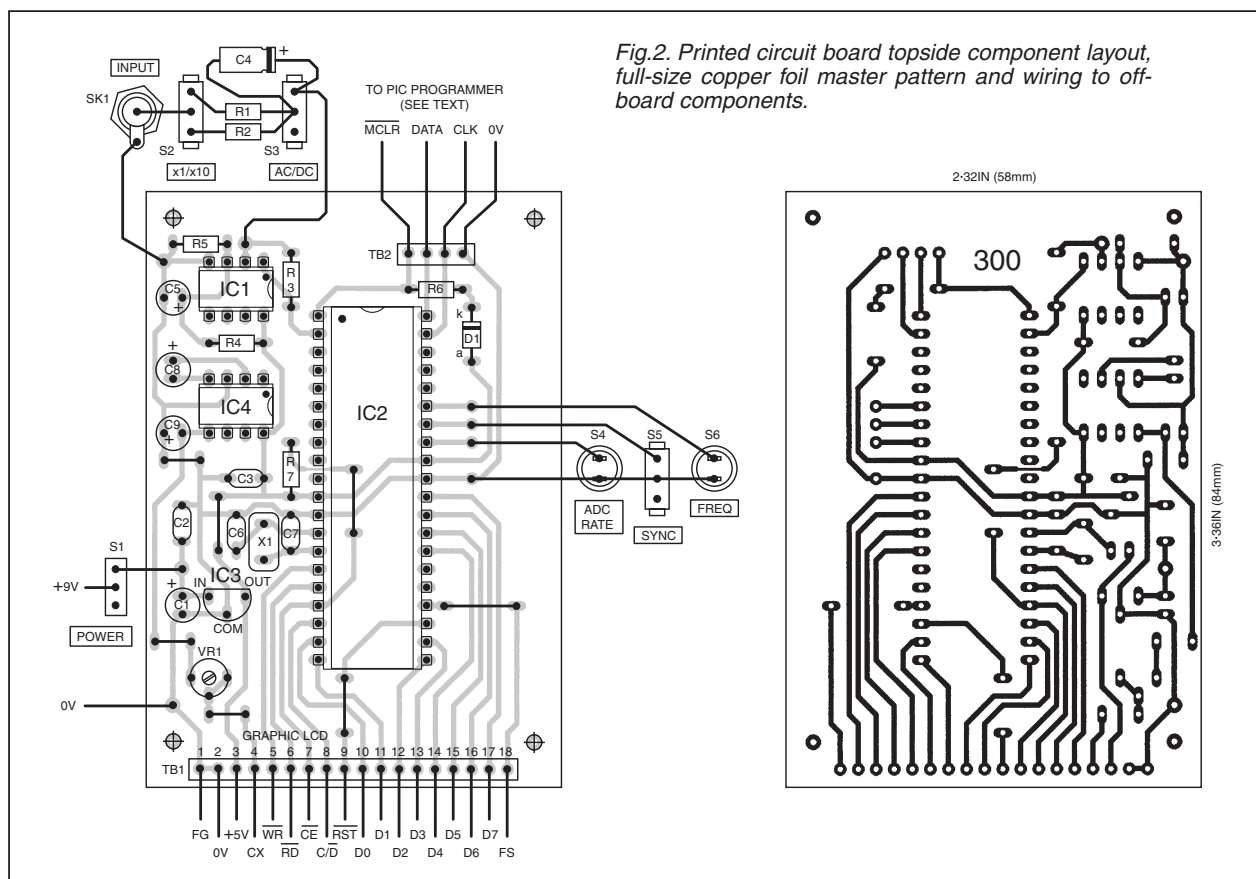 Fig.2. Printed circuit board topside component layout,
full-size copper foil master pattern and wiring to off-
board components.
C4
+
INPUT
SK1
R1
R2
S2
S3
x1/x10
AC/DC
TO PIC PROGRAMMER
(SEE TEXT)
MCLR DATA CLK 0V
TB2
R5
IC1
R3
C5
+
R6
k
D1
a
R4
+
C8
IC4
C9
+
IC2
R7
C3
C2
C6
X1
C7
S1
+9V
POWER
IC3
IN
OUT
COM
+
C1
VR1
0V
S4
S5
S6
ADC
RATE
SYNC
FREQ
GRAPHIC LCD
1 2 3 4 5 6 7 8 9 10 11 12 13 14 15 16 17 18
TB1
FG +5V WR CE RST D1 D3 D5 D7
0V CX RD C/D D0 D2 D4 D6 FS
2·32IN (58mm)
300
3·36IN (84mm)